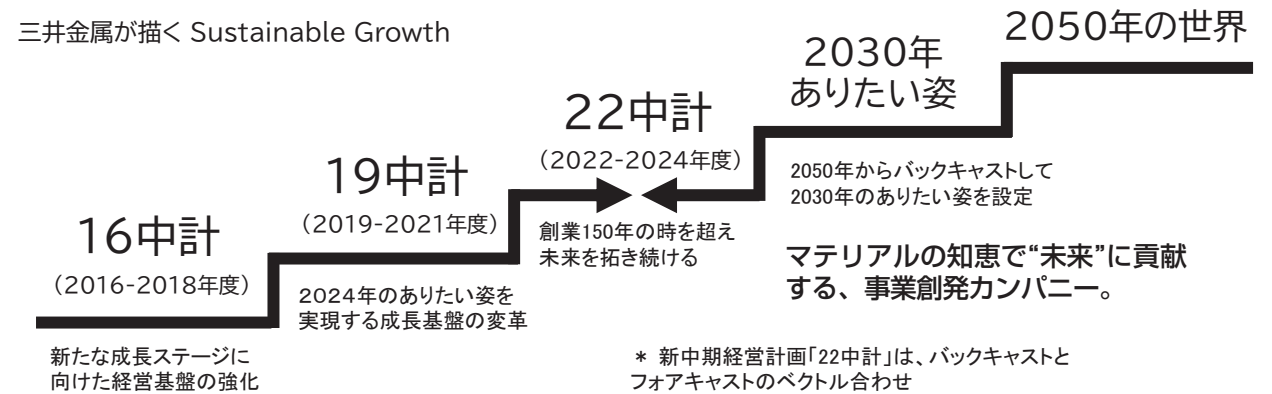 三井金属が描く Sustainable Growth
16中計
（2016-2018年度）
新たな成長ステージに
向けた経営基盤の強化
19中計
（2019-2021年度）
2024年のありたい姿を
実現する成長基盤の変革
22中計
（2022-2024年度）
創業150年の時を超え
未来を拓き続ける
2030年
ありたい姿
2050年からバックキャストして
2030年のありたい姿を設定
マテリアルの知恵で“未来”に貢献
する、事業創発カンパニー。
2050年の世界
* 新中期経営計画「22中計」は、バックキャストと
フォアキャストのベクトル合わせ